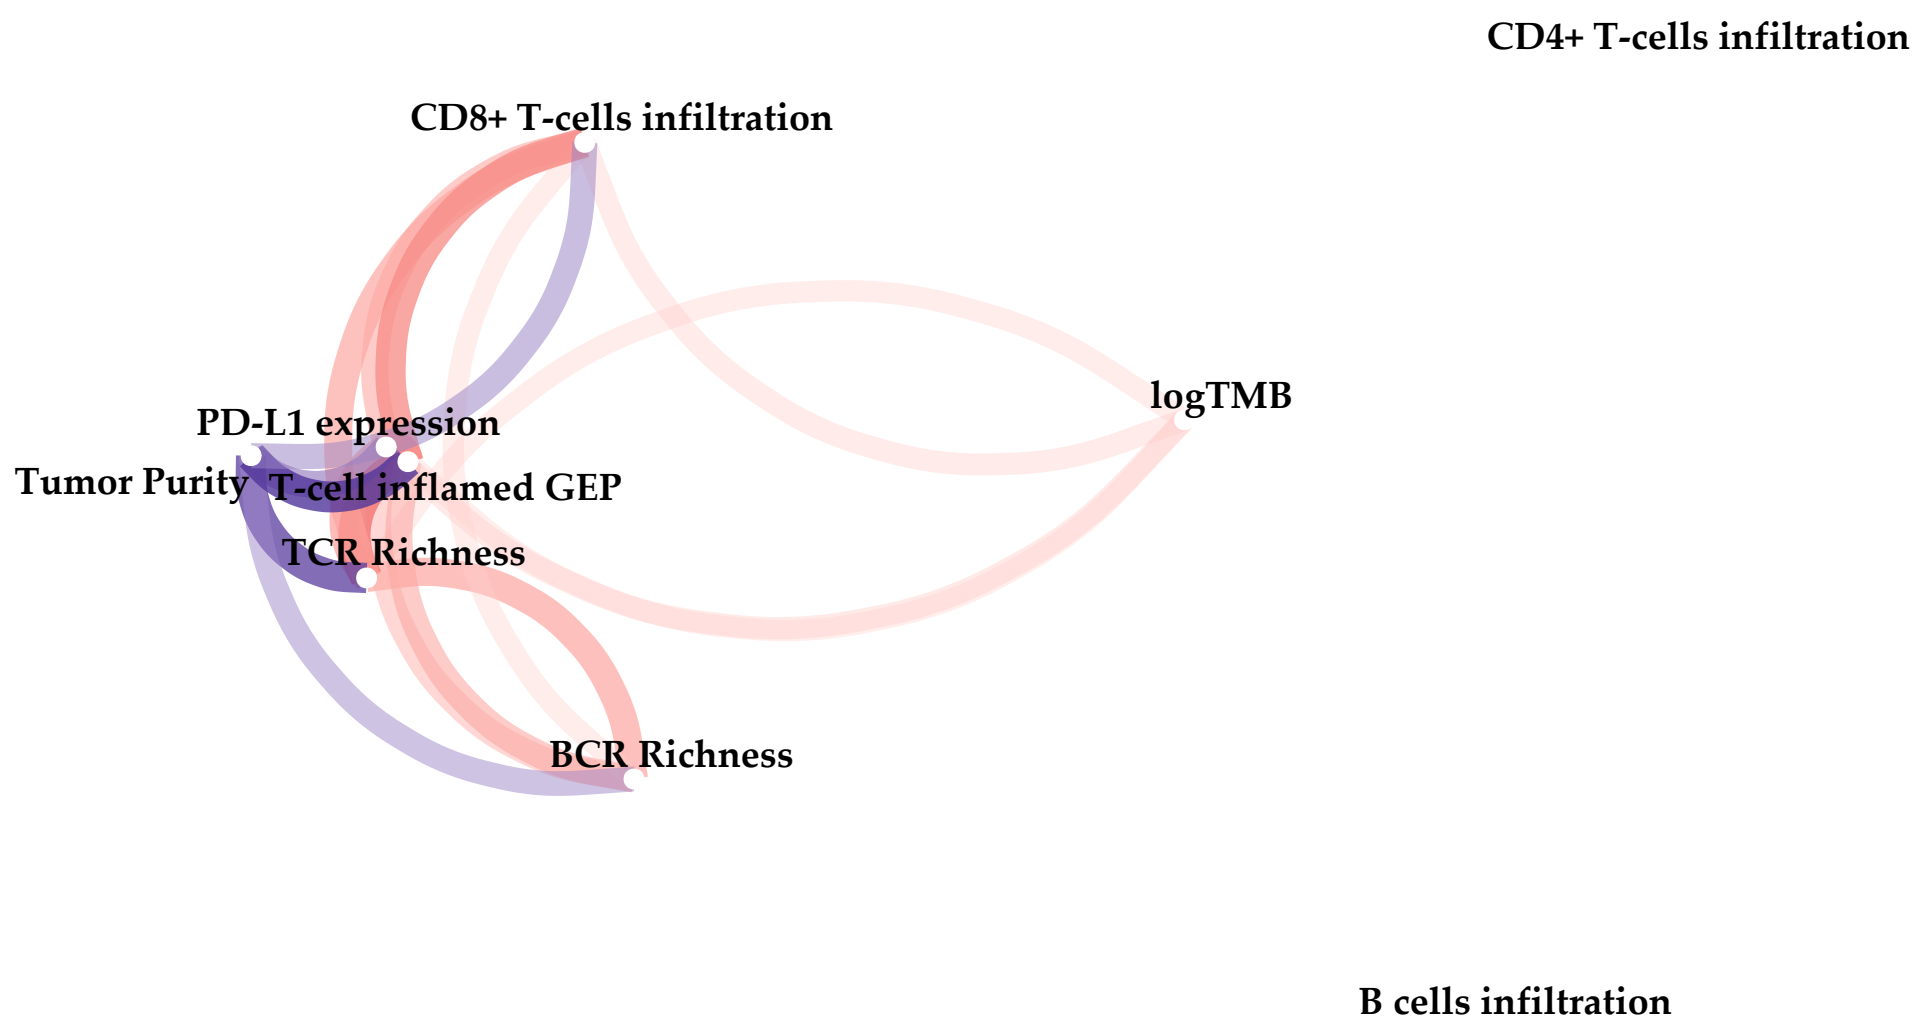 CD4+ T-cells infiltration
CD8+ T-cells infiltration
logTMB
PD-L1 expression
Tumor Purity
T-cell inflamed GEP
TCR Richness
BCR Richness
B cells infiltration